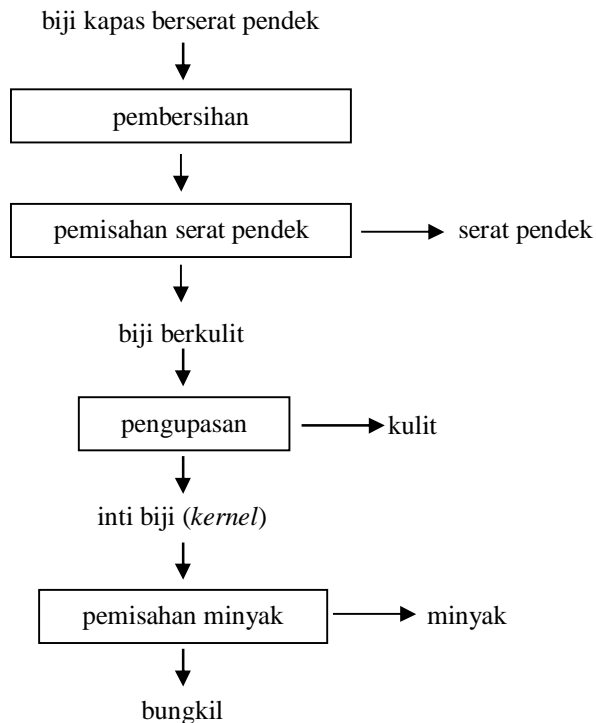 biji kapas berserat pendek
pembersihan
pemisahan serat pendek
serat pendek
biji berkulit
pengupasan
kulit
inti biji (kernel)
pemisahan minyak
minyak
bungkil